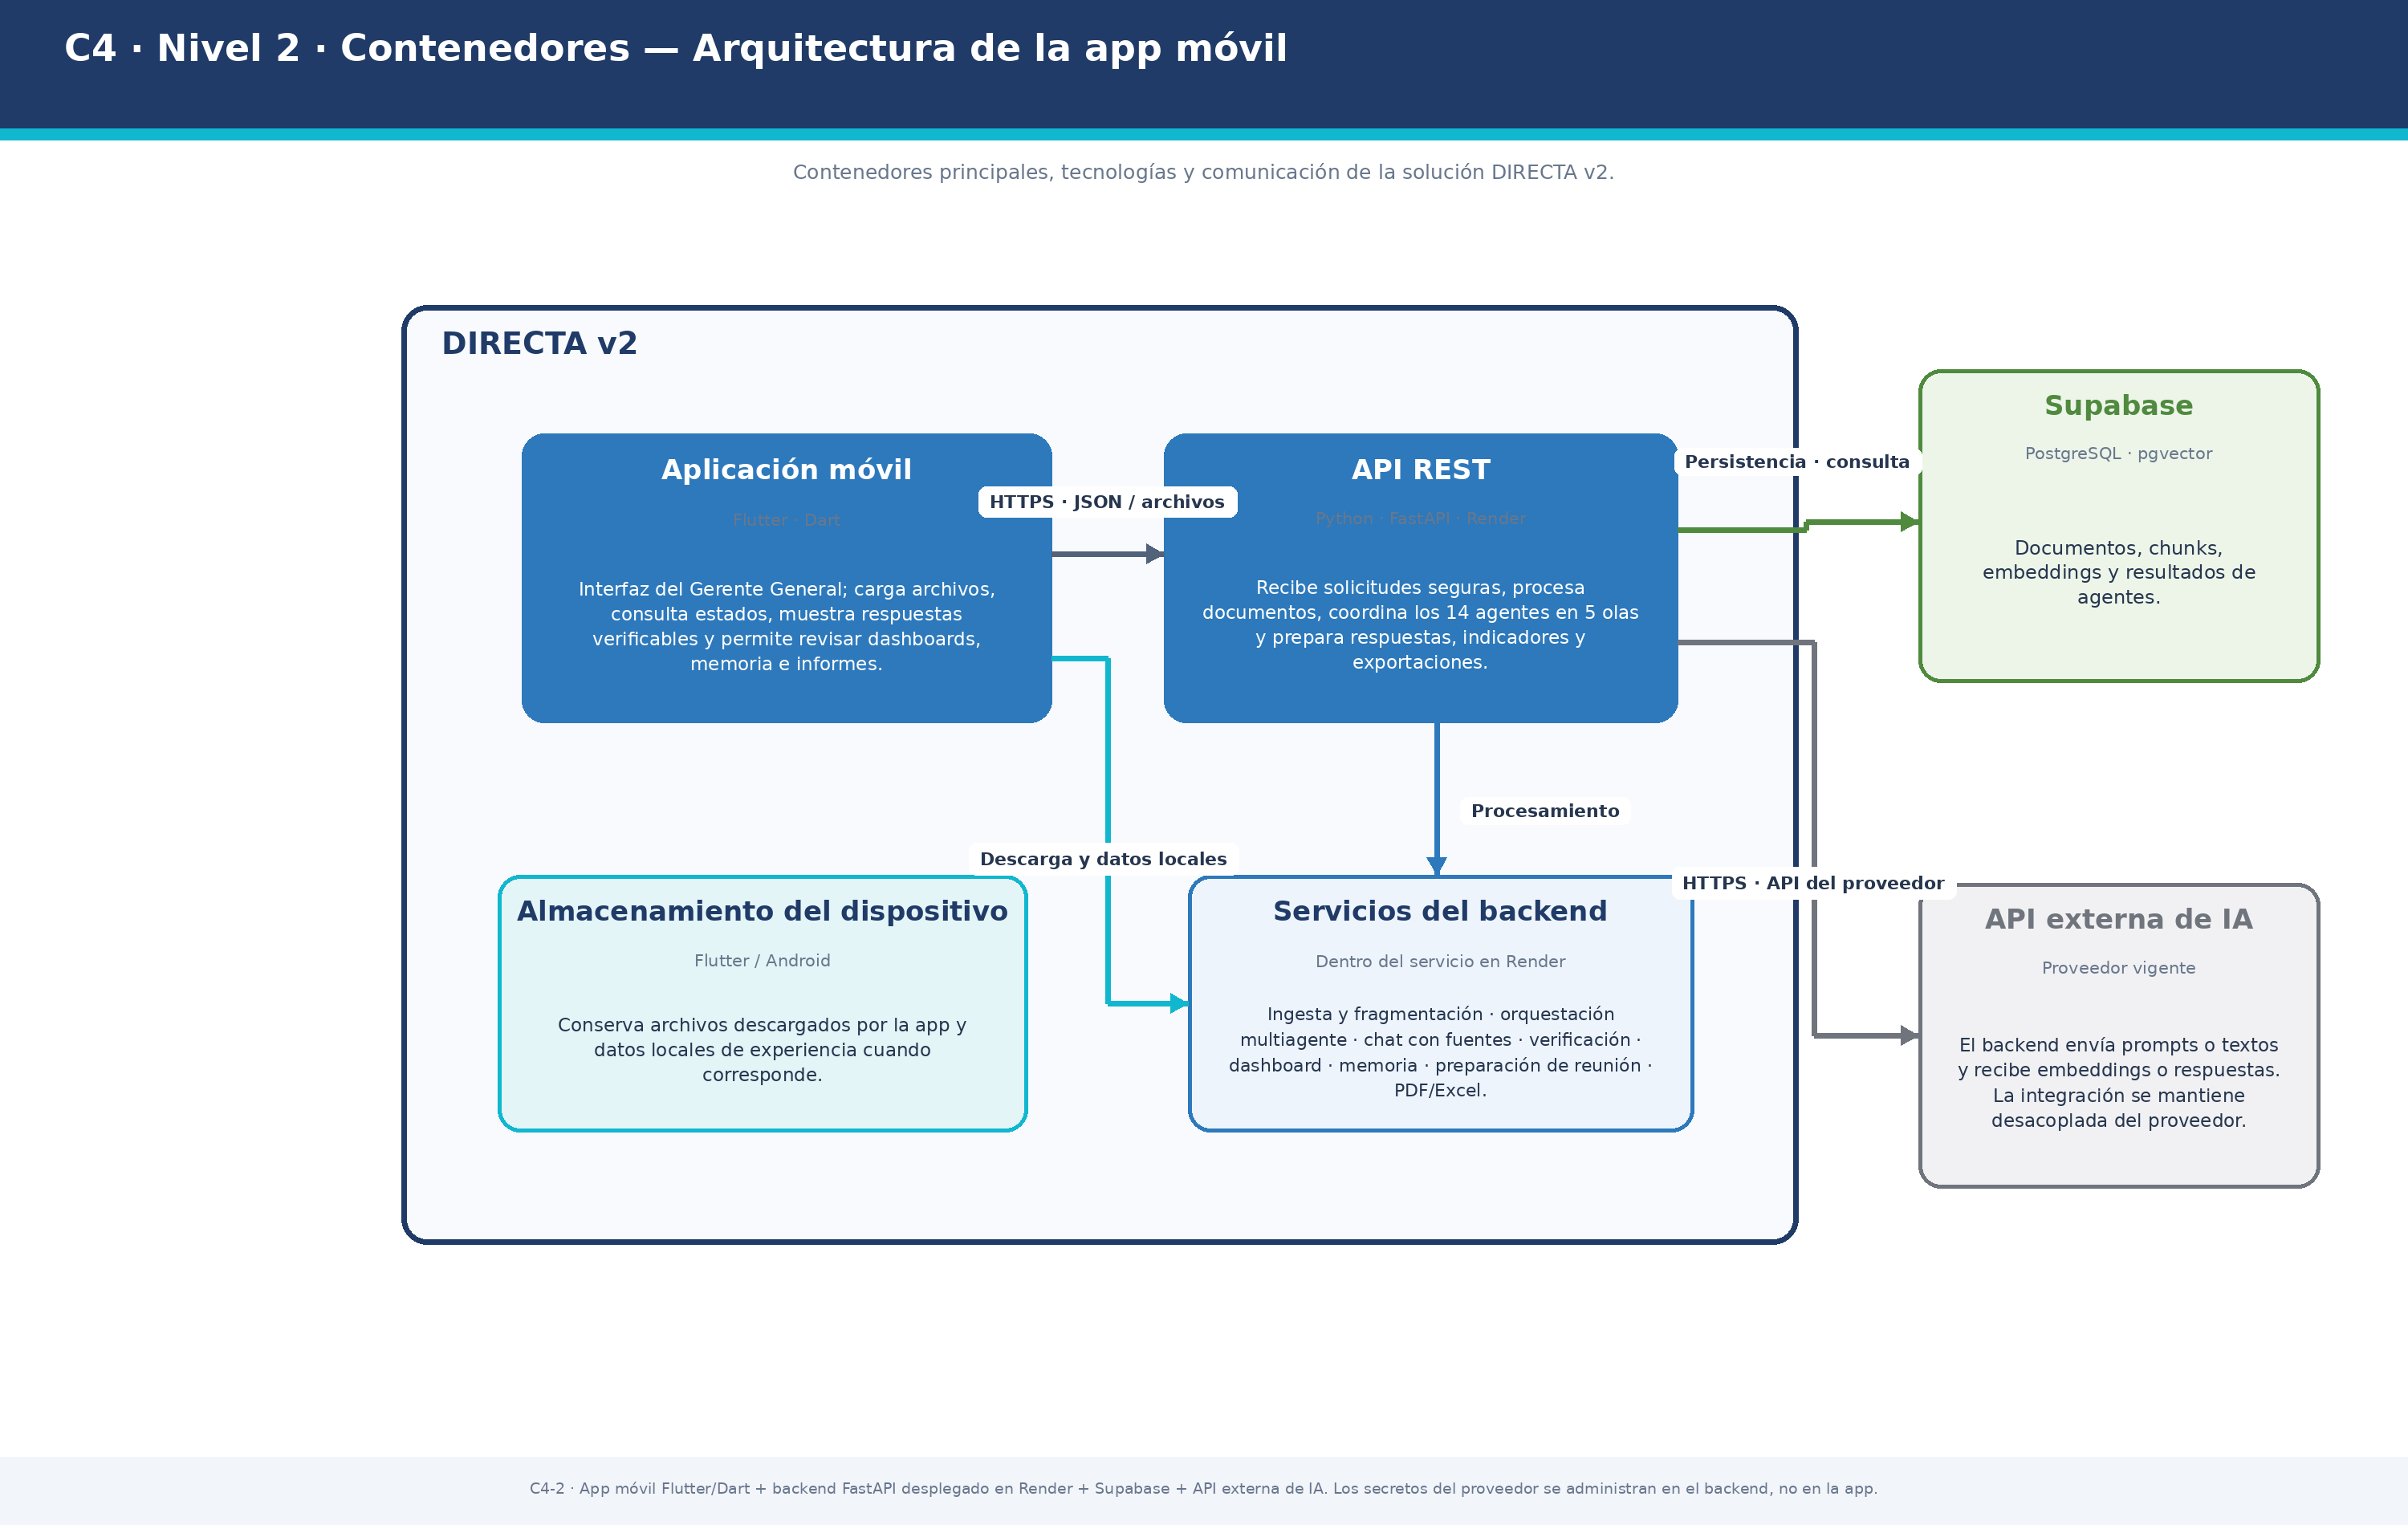 C4 · Nivel 2 · Contenedores — Arquitectura de la app móvil
Contenedores principales, tecnologías y comunicación de la solución DIRECTA v2.
DIRECTA v2
Aplicación móvil
Flutter · Dart
Interfaz del Gerente General; carga archivos,
consulta estados, muestra respuestas
verificables y permite revisar dashboards,
memoria e informes.
HTTPS · JSON / archivos
API REST
Python · FastAPI · Render
Recibe solicitudes seguras, procesa
documentos, coordina los 14 agentes en 5 olas
y prepara respuestas, indicadores y
exportaciones.
Persistencia · consulta
Supabase
PostgreSQL · pgvector
Documentos, chunks,
embeddings y resultados de
agentes.
Procesamiento
Descarga y datos locales
HTTPS · API del proveedor
Almacenamiento del dispositivo
Flutter / Android
Conserva archivos descargados por la app y
datos locales de experiencia cuando
corresponde.
Servicios del backend
Dentro del servicio en Render
Ingesta y fragmentación · orquestación
multiagente · chat con fuentes · verificación ·
dashboard · memoria · preparación de reunión ·
PDF/Excel.
API externa de IA
Proveedor vigente
El backend envía prompts o textos
y recibe embeddings o respuestas.
La integración se mantiene
desacoplada del proveedor.
C4-2 · App móvil Flutter/Dart + backend FastAPI desplegado en Render + Supabase + API externa de IA. Los secretos del proveedor se administran en el backend, no en la app.